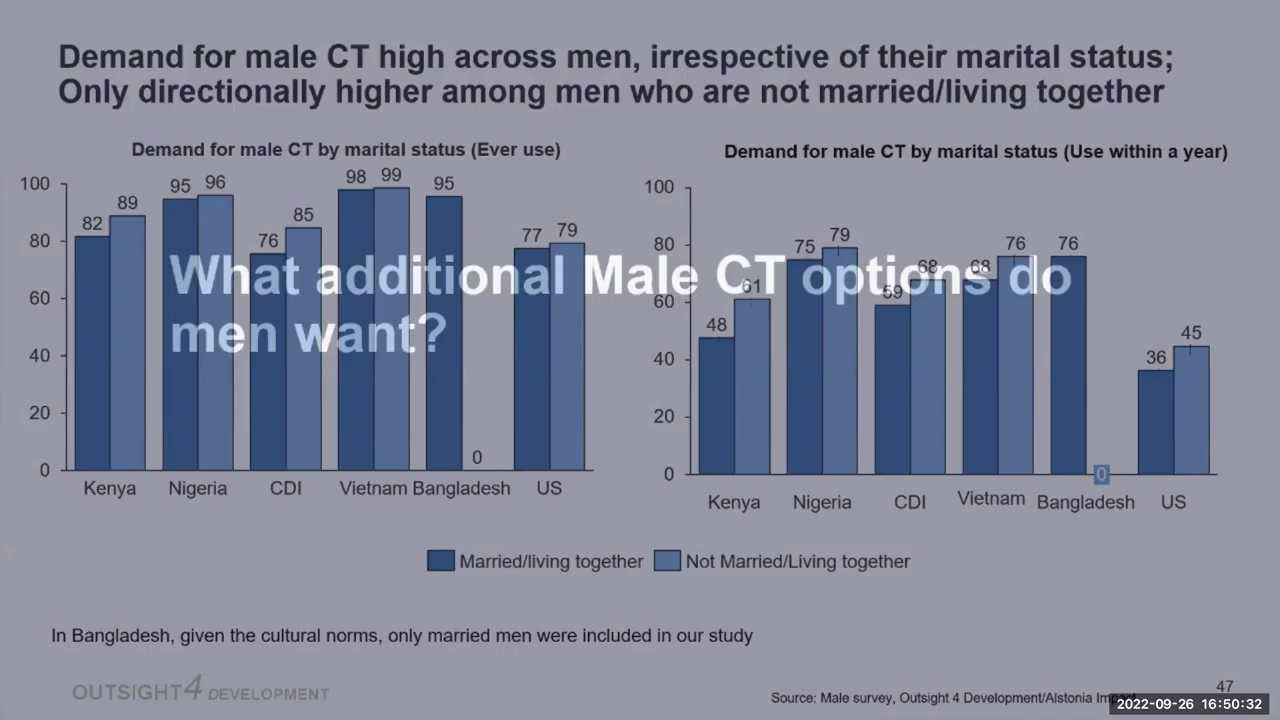 Demand for male CT high across men, irrespective of their marital status;
Only directionally higher among men who are not married/living together
Demand for male CT by marital status (Ever use)
100
80
60
40
20
0
82
89
95
96
76
85
98
99
95
0
77
79
Kenya
Nigeria
CDI
Vietnam
Bangladesh
US
Demand for male CT by marital status (Use within a year)
100
80
60
40
20
0
48
61
75
79
59
68
68
76
76
0
36
45
Kenya
Nigeria
CDI
Vietnam
Bangladesh
US
What additional Male CT options do
men want?
Married/living together
Not Married/Living together
In Bangladesh, given the cultural norms, only married men were included in our study
OUTSIGHT4 DEVELOPMENT
Source: Male survey, Outsight 4 Development/Alstonia Impact
47
2022-09-26 16:50:32